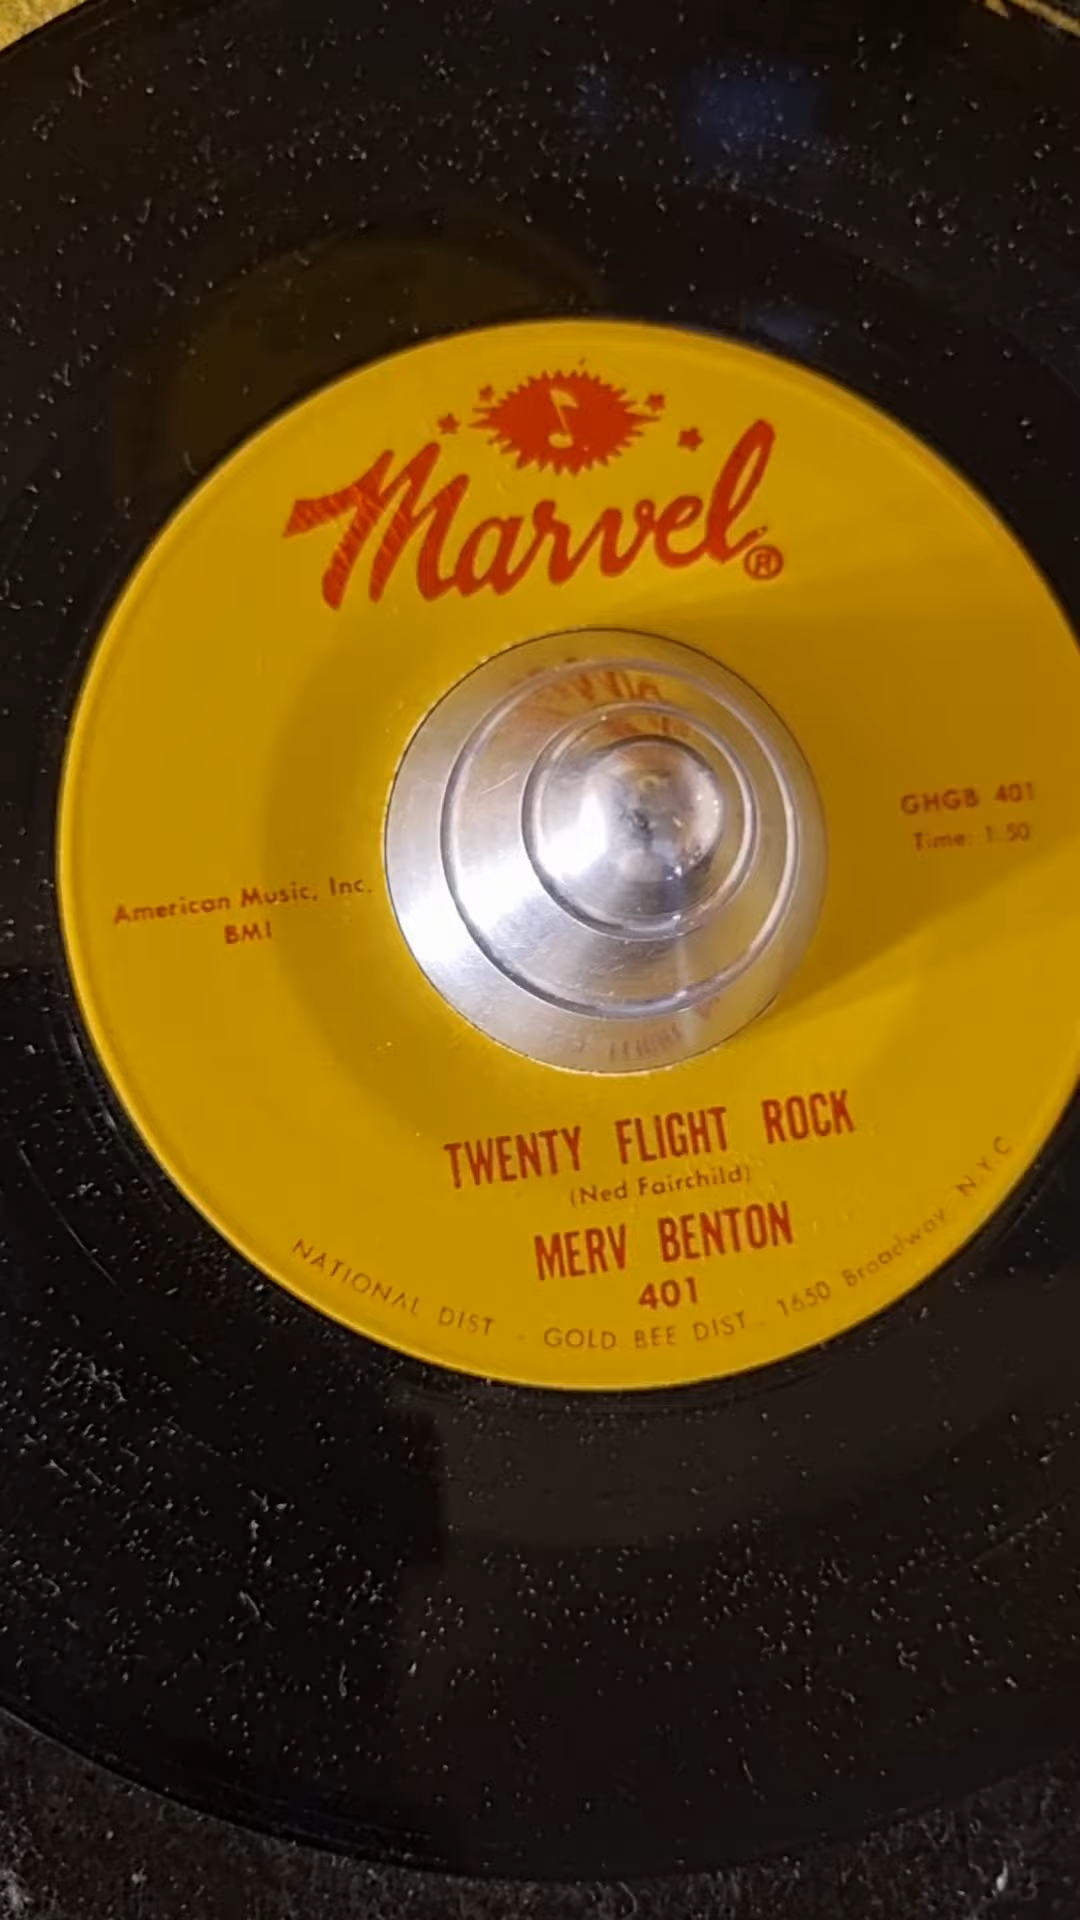 Marvel®
GHGB 401
Time: 1:50
American Music, Inc.
BMI
TWENTY FLIGHT ROCK
(Ned Fairchild)
MERV BENTON
401
NATIONAL DIST - GOLD BEE DIST. 1650 Broadway N.Y.C